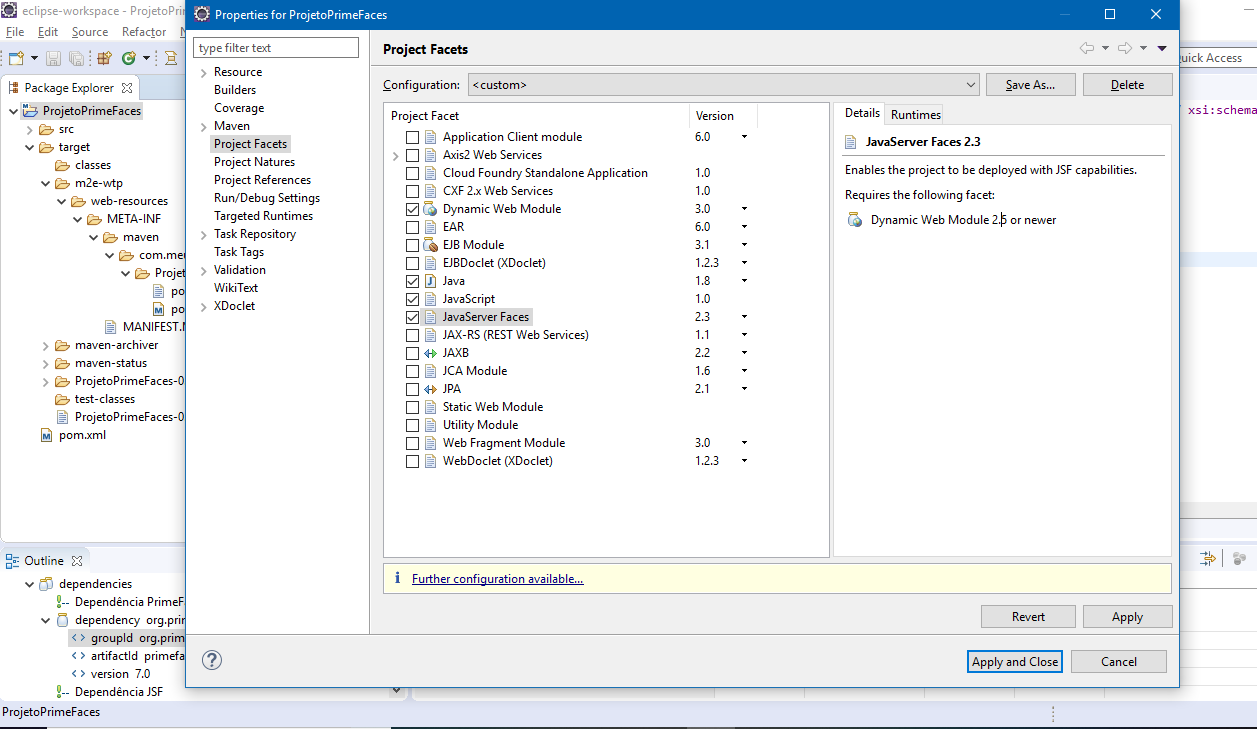 eclipse-workspace - ProjetoPrim
Properties for ProjetoPrimeFaces
File Edit Source Refactor
Quick Access
Package Explorer
ProjetoPrimeFaces
src
target
classes
m2e-wtp
web-resources
META-INF
maven
com.meu
Projet
po
po
MANIFEST.M
maven-archiver
maven-status
ProjetoPrimeFaces-0
test-classes
ProjetoPrimeFaces-0
pom.xml
Outline
dependencies
Dependência PrimeF
dependency org.prim
groupId org.prim
artifactId primefa
version 7.0
Dependência JSF
ProjetoPrimeFaces
type filter text
Resource
Builders
Coverage
Maven
Project Facets
Project Natures
Project References
Run/Debug Settings
Targeted Runtimes
Task Repository
Task Tags
Validation
WikiText
XDoclet
Project Facets
Configuration: <custom> Save As... Delete
Project Facet Version
Application Client module 6.0
Axis2 Web Services
Cloud Foundry Standalone Application 1.0
CXF 2.x Web Services 1.0
Dynamic Web Module 3.0
EAR 6.0
EJB Module 3.1
EJBDoclet (XDoclet) 1.2.3
Java 1.8
JavaScript 1.0
JavaServer Faces 2.3
JAX-RS (REST Web Services) 1.1
JAXB 2.2
JCA Module 1.6
JPA 2.1
Static Web Module
Utility Module
Web Fragment Module 3.0
WebDoclet (XDoclet) 1.2.3
Details Runtimes
JavaServer Faces 2.3
Enables the project to be deployed with JSF capabilities.
Requires the following facet:
Dynamic Web Module 2.5 or newer
xsi:schema
Further configuration available...
Revert Apply
Apply and Close Cancel